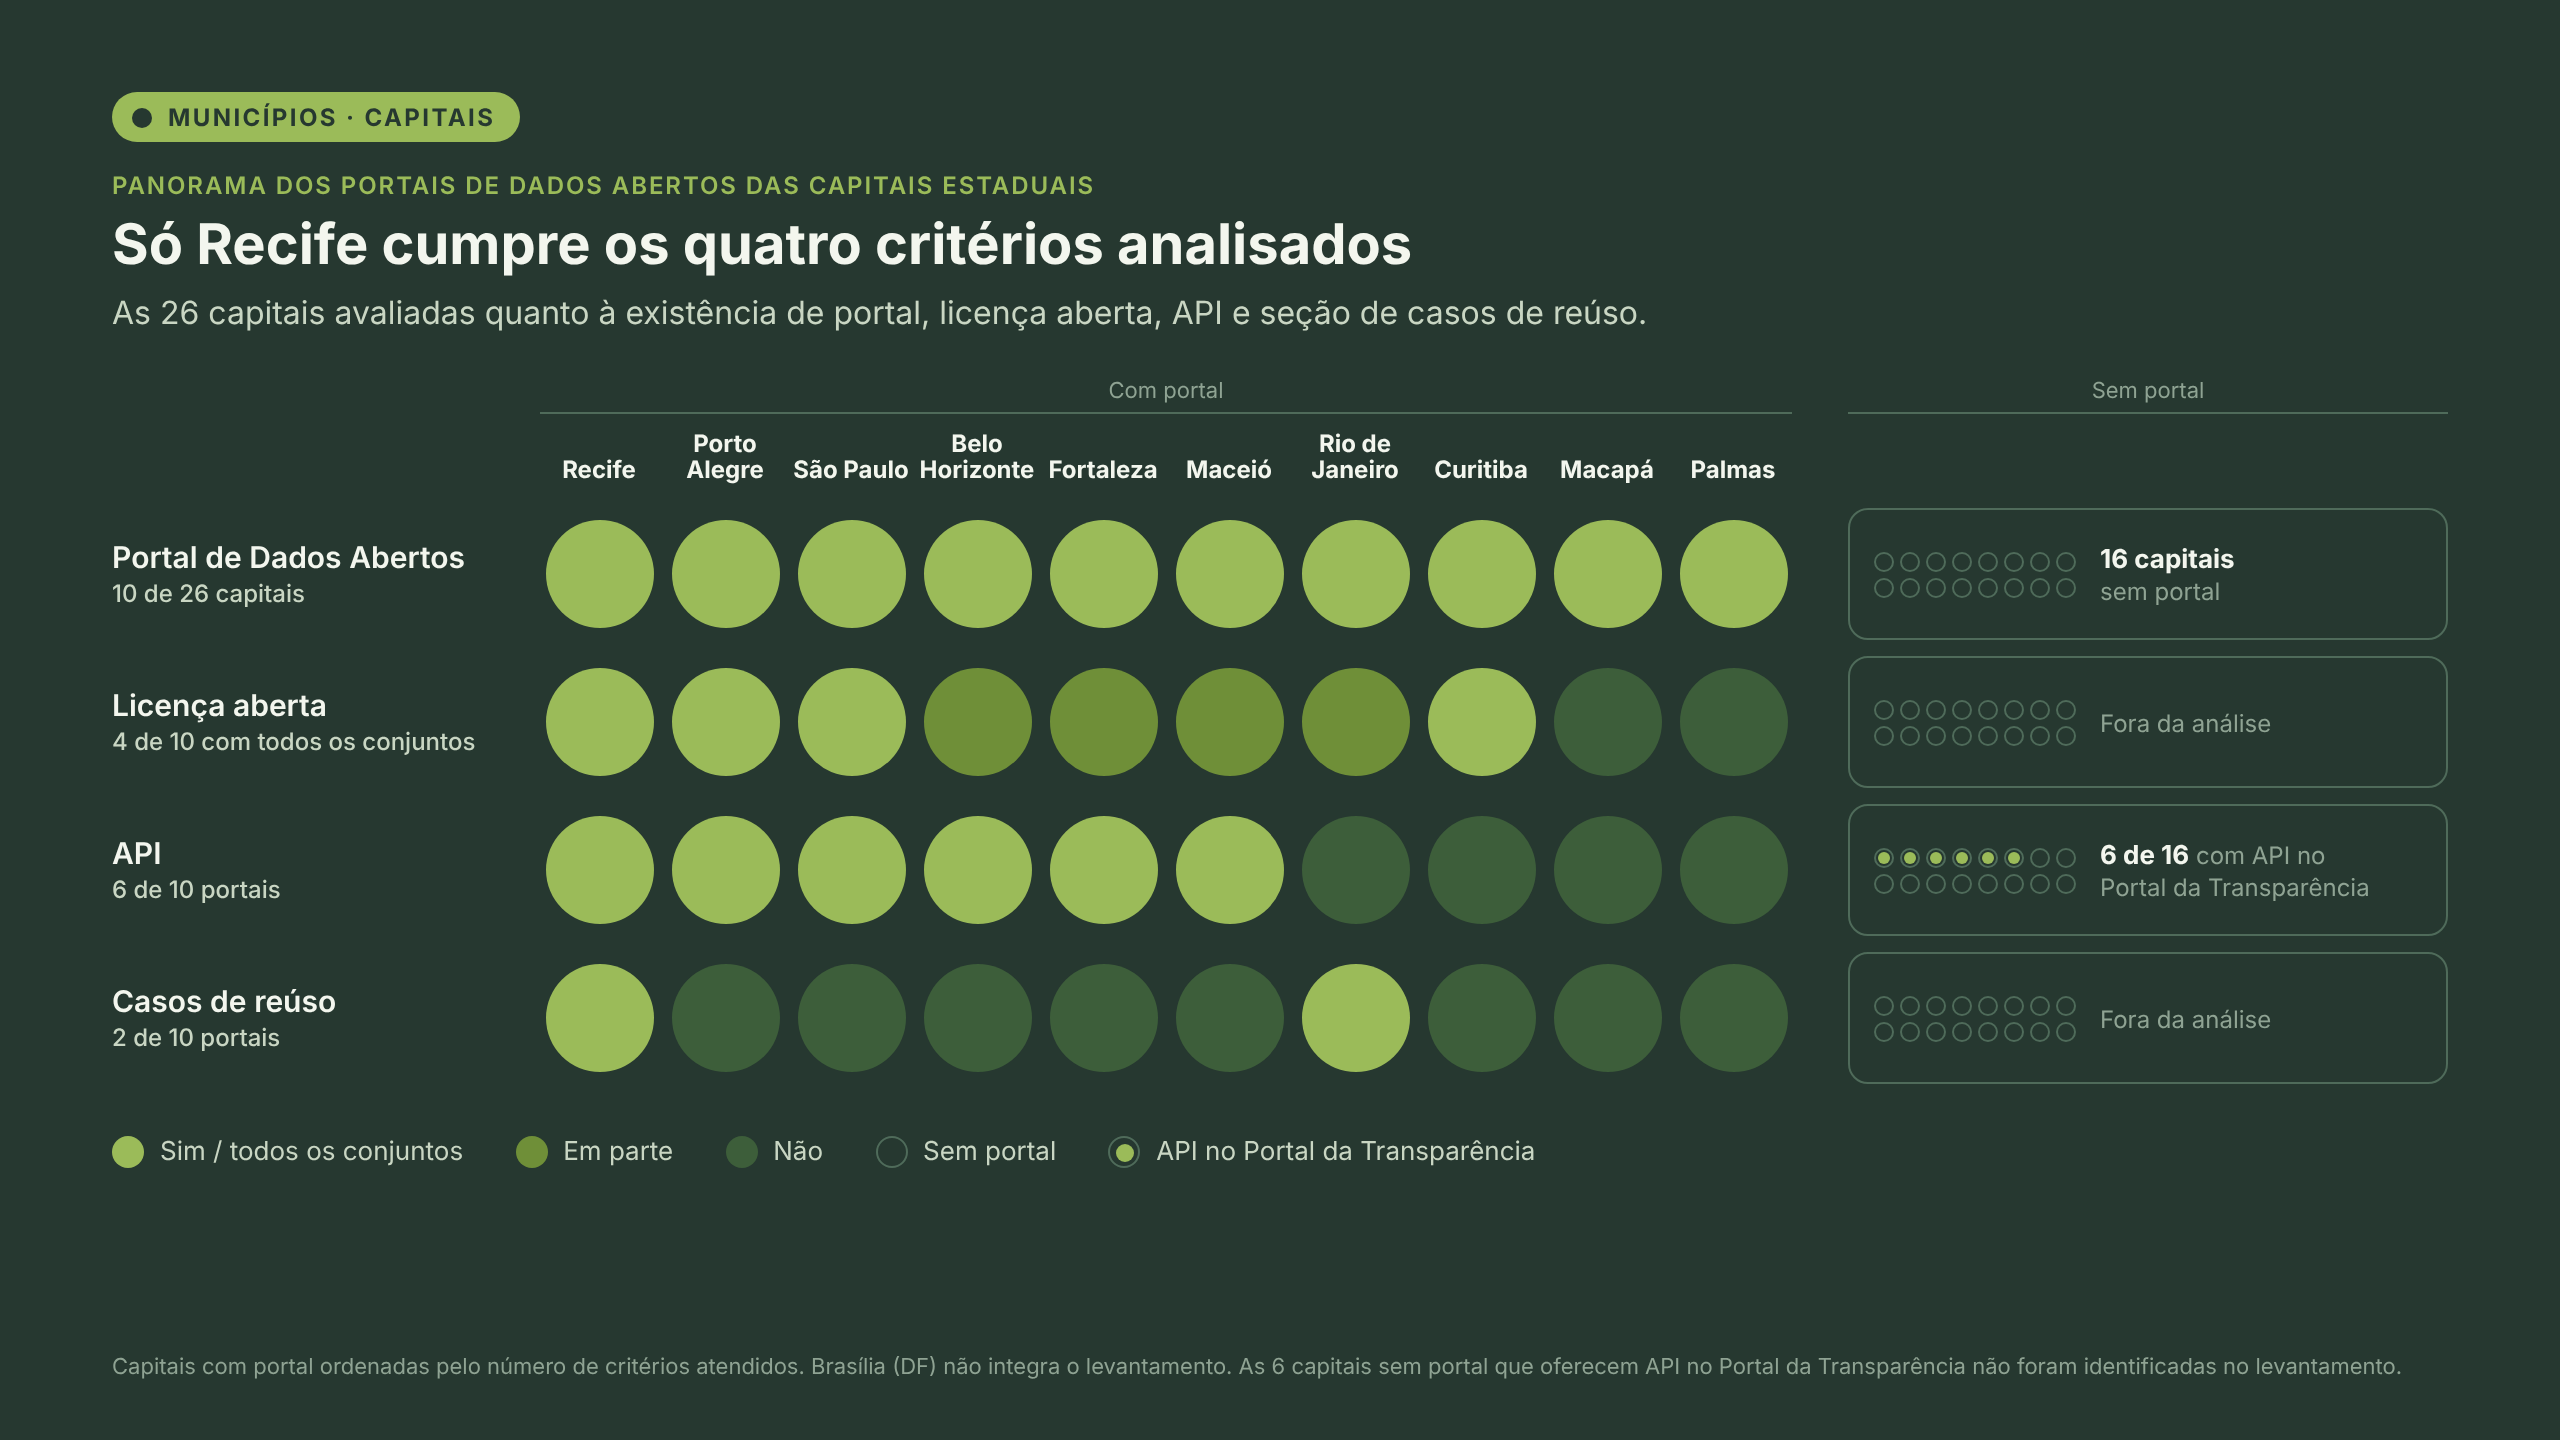 MUNICÍPIOS · CAPITAIS
PANORAMA DOS PORTAIS DE DADOS ABERTOS DAS CAPITAIS ESTADUAIS
Só Recife cumpre os quatro critérios analisados
As 26 capitais avaliadas quanto à existência de portal, licença aberta, API e seção de casos de reúso.
Com portal
Sem portal
Recife
Porto
Alegre
São Paulo
Belo
Horizonte
Fortaleza
Maceió
Rio de
Janeiro
Curitiba
Macapá
Palmas
Portal de Dados Abertos
10 de 26 capitais
16 capitais
sem portal
Licença aberta
4 de 10 com todos os conjuntos
Fora da análise
API
6 de 10 portais
6 de 16 com API no
Portal da Transparência
Casos de reúso
2 de 10 portais
Fora da análise
Sim / todos os conjuntos
Em parte
Não
Sem portal
API no Portal da Transparência
Capitais com portal ordenadas pelo número de critérios atendidos. Brasília (DF) não integra o levantamento. As 6 capitais sem portal que oferecem API no Portal da Transparência não foram identificadas no levantamento.